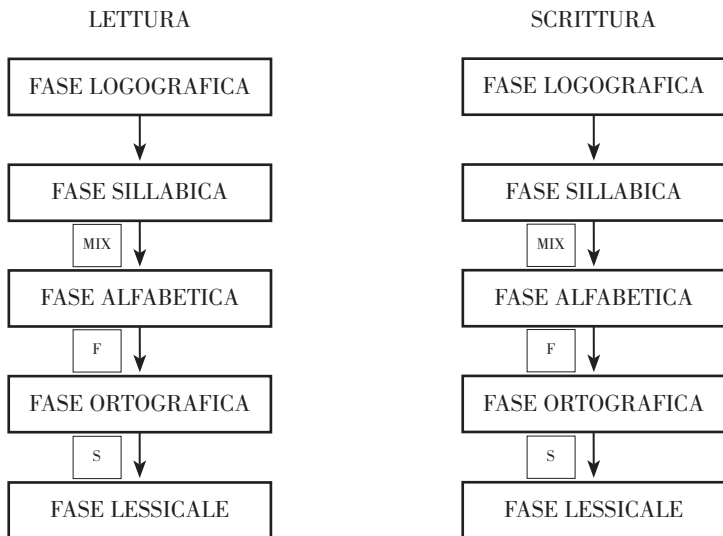 LETTURA
FASE LOGOGRAFICA
FASE SILLABICA
MIX
FASE ALFABETICA
F
FASE ORTOGRAFICA
S
FASE LESSICALE
SCRITTURA
FASE LOGOGRAFICA
FASE SILLABICA
MIX
FASE ALFABETICA
F
FASE ORTOGRAFICA
S
FASE LESSICALE